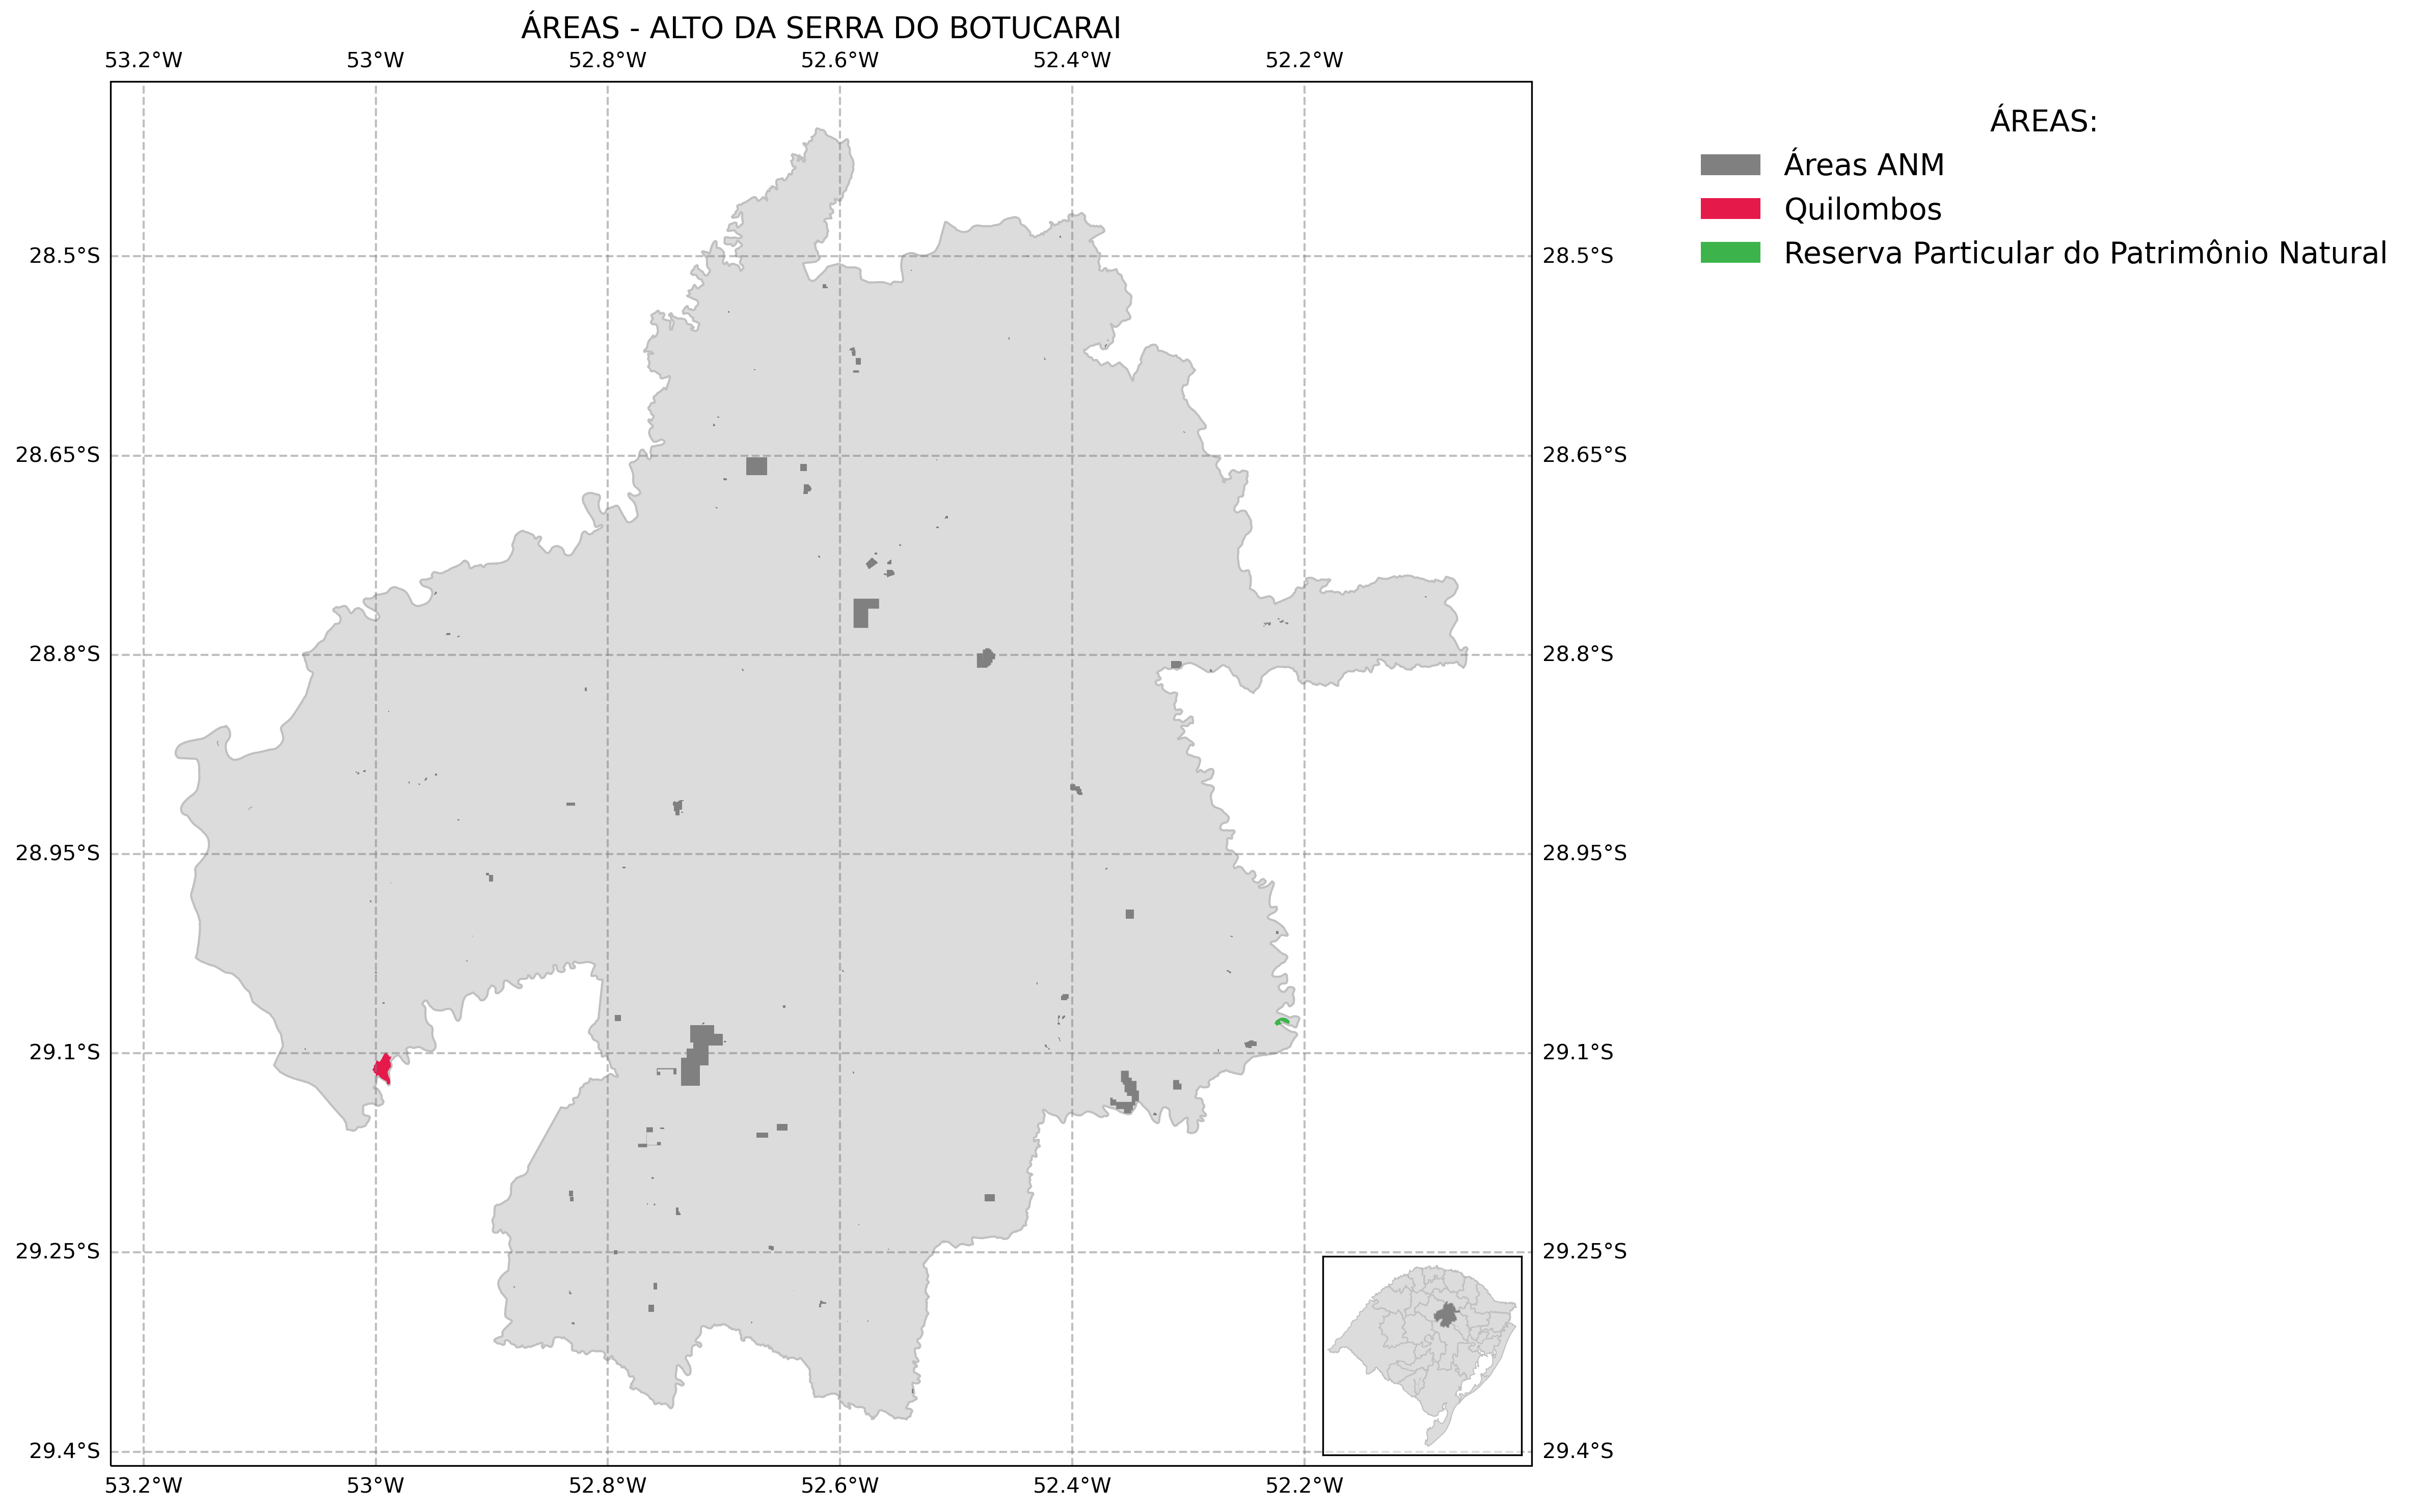 ÁREAS - ALTO DA SERRA DO BOTUCARAI
53.2°W 53°W 52.8°W 52.6°W 52.4°W 52.2°W
ÁREAS:
Áreas ANM
Quilombos
Reserva Particular do Patrimônio Natural
28.5°S 28.5°S
28.65°S 28.65°S
28.8°S 28.8°S
28.95°S 28.95°S
29.1°S 29.1°S
29.25°S 29.25°S
29.4°S 29.4°S
53.2°W 53°W 52.8°W 52.6°W 52.4°W 52.2°W